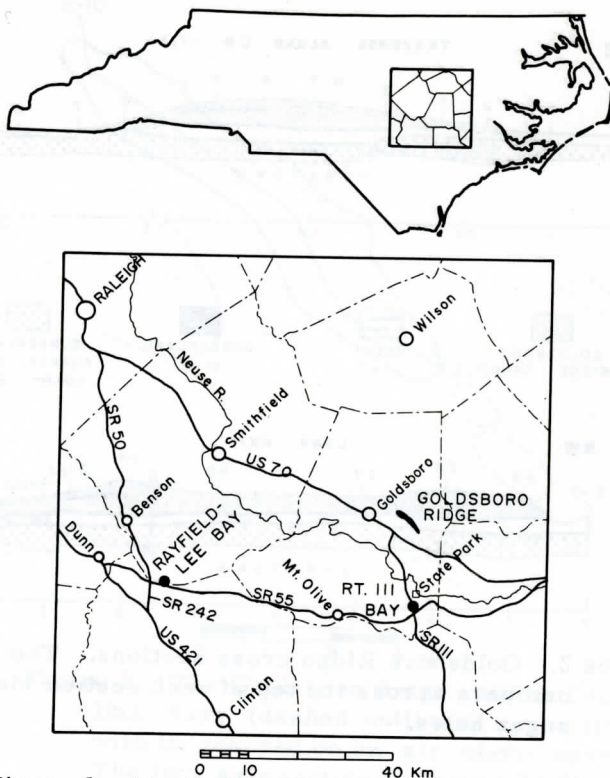 RALEIGH
Wilson
Neuse R.
SR 50
Smithfield
US 70
Goldsboro
GOLDSBORO
RIDGE
Benson
RAYFIELD-
LEE BAY
Dunn
State Park
Mt. Olive
RT. 111
BAY
SR 55
SR 242
SR 111
US 421
Clinton
0 10 40 Km